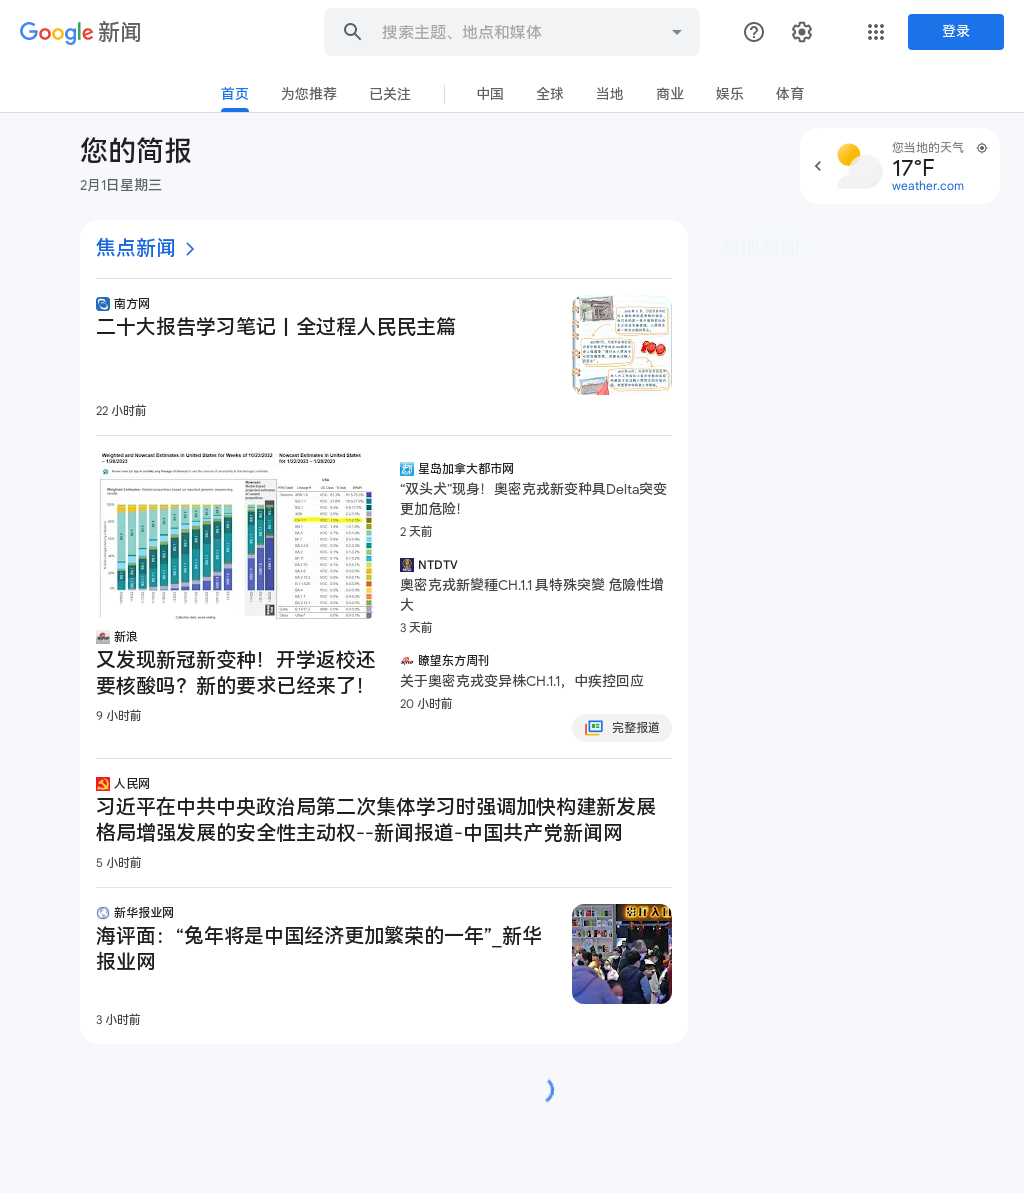 Google 新闻
搜索主题、地点和媒体
登录
首页
为您推荐
已关注
中国
全球
当地
商业
娱乐
体育
您的简报
2月1日星期三
您当地的天气
17°F
weather.com
焦点新闻
本地新闻
南方网
二十大报告学习笔记丨全过程人民民主篇
22 小时前
Weighted and Nowcast Estimates in United States for Weeks of 10/23/2022
– 1/28/2023
Nowcast Estimates in United States
for 1/22/2023 – 1/28/2023
新浪
又发现新冠新变种！开学返校还
要核酸吗？新的要求已经来了！
9 小时前
星岛加拿大都市网
“双头犬”现身！奥密克戎新变种具Delta突变
更加危险！
2 天前
NTDTV
奧密克戎新變種CH.1.1 具特殊突變 危險性增
大
3 天前
瞭望东方周刊
关于奥密克戎变异株CH.1.1，中疾控回应
20 小时前
完整报道
人民网
习近平在中共中央政治局第二次集体学习时强调加快构建新发展
格局增强发展的安全性主动权--新闻报道-中国共产党新闻网
5 小时前
新华报业网
海评面：“兔年将是中国经济更加繁荣的一年”_新华
报业网
3 小时前